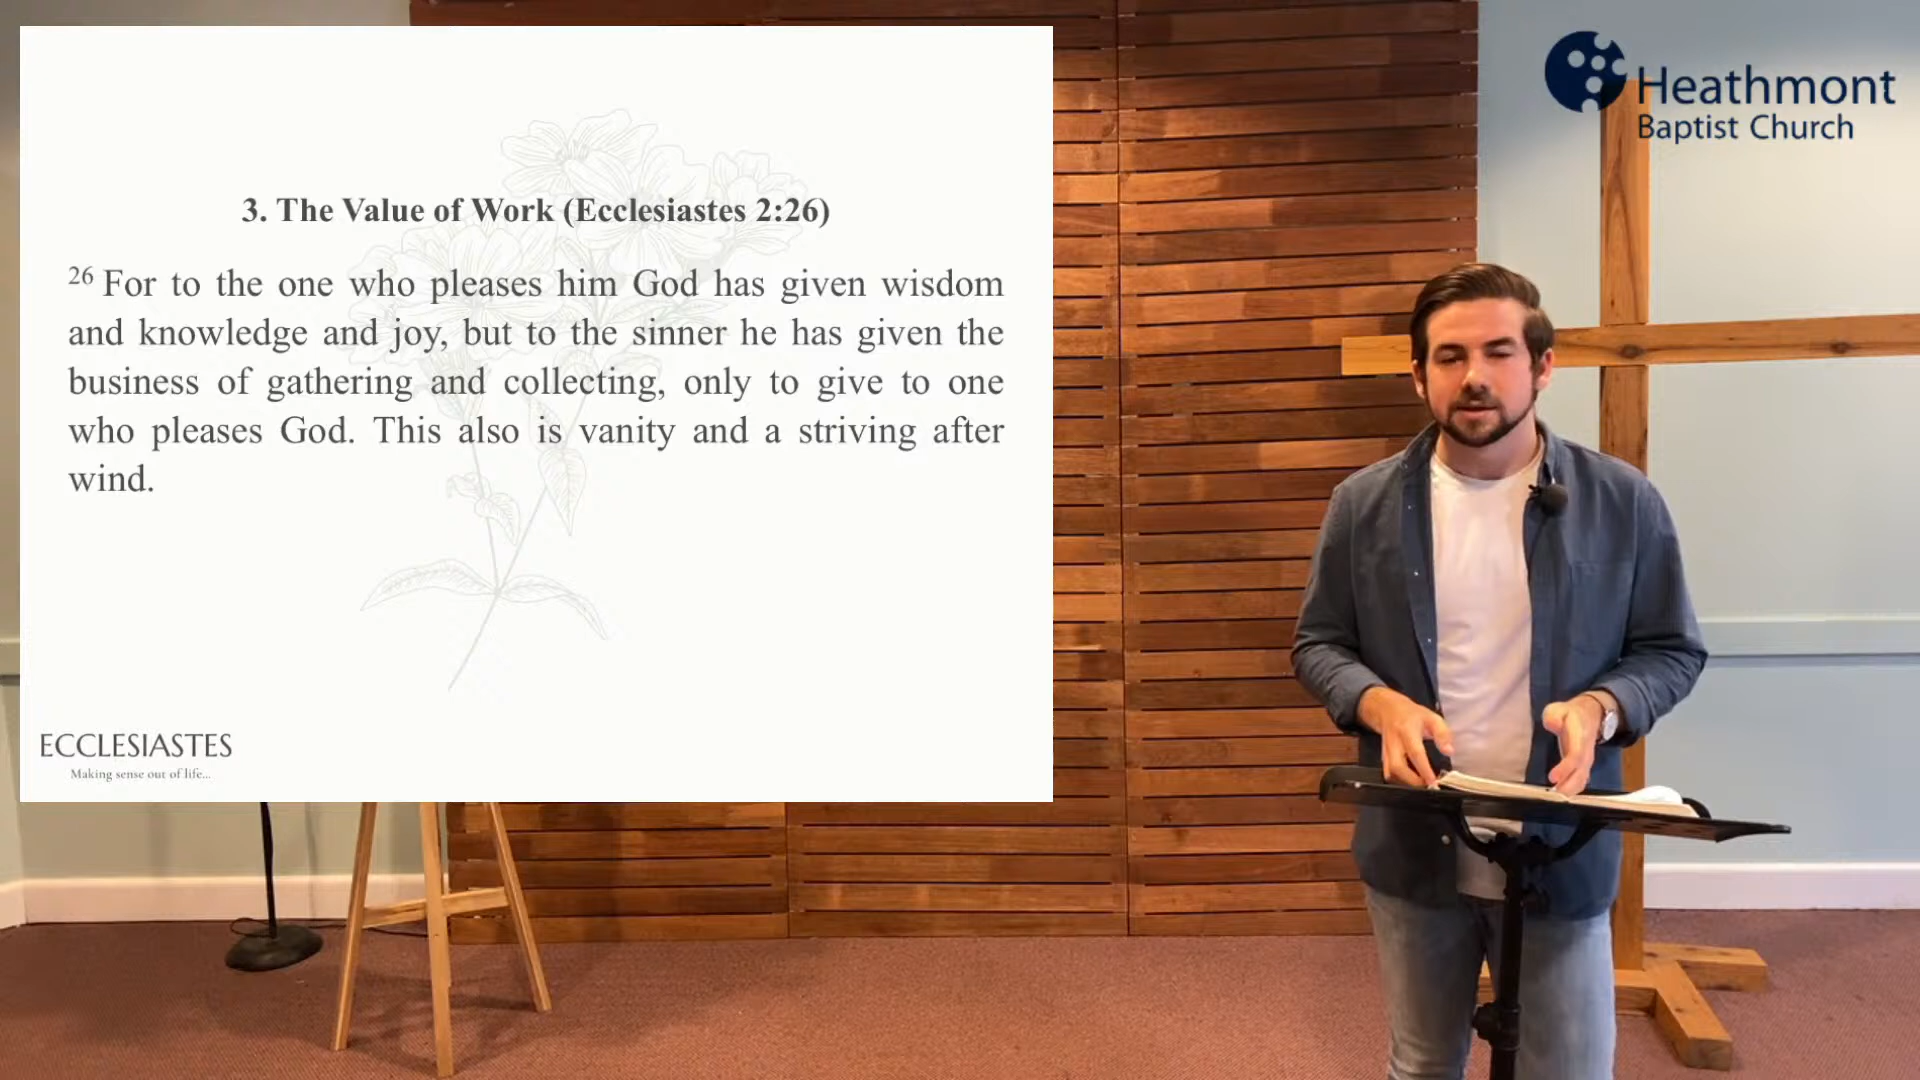 Heathmont
Baptist Church
3. The Value of Work (Ecclesiastes 2:26)
26 For to the one who pleases him God has given wisdom
and knowledge and joy, but to the sinner he has given the
business of gathering and collecting, only to give to one
who pleases God. This also is vanity and a striving after
wind.
ECCLESIASTES
Making sense out of life...